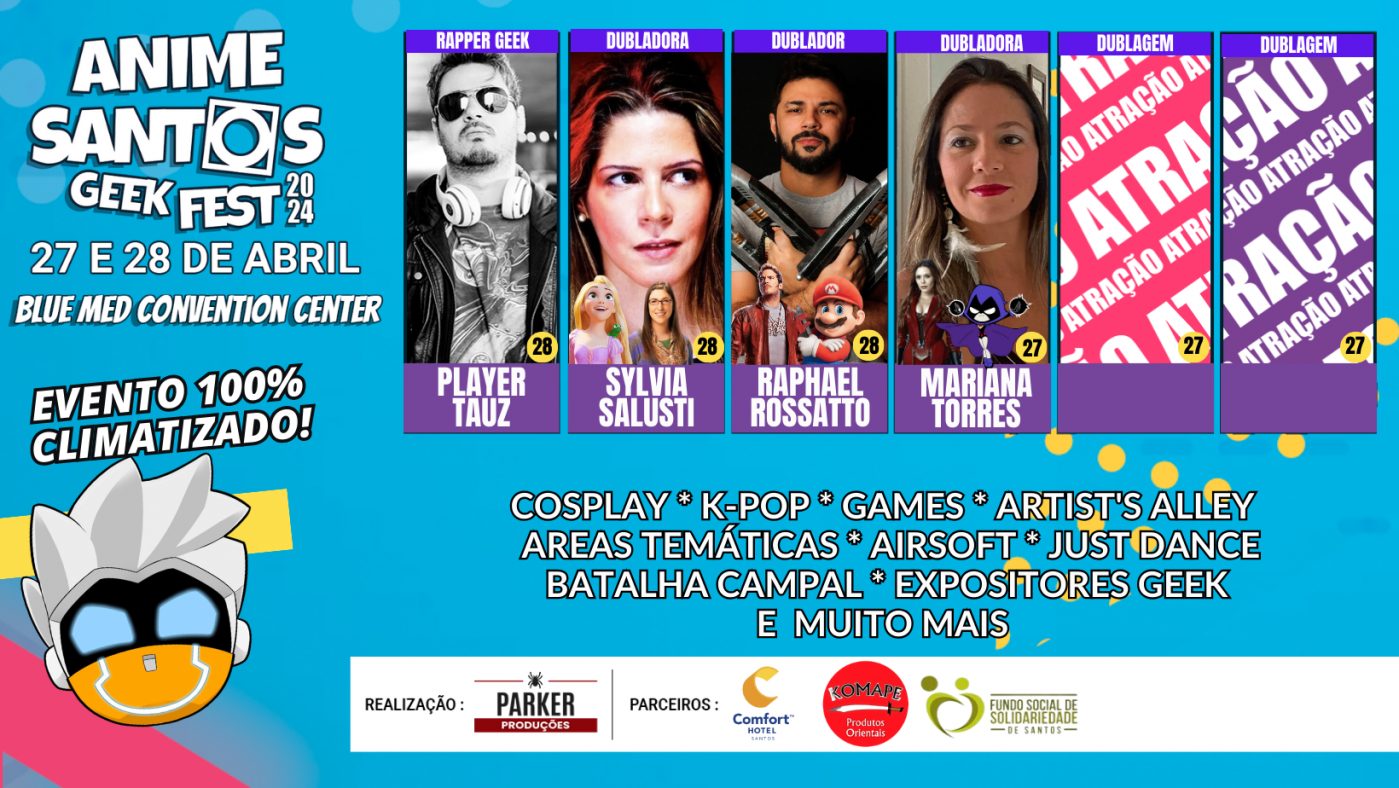 ANIME
SANTOS
GEEK FEST 2024
27 E 28 DE ABRIL
BLUE MED CONVENTION CENTER
EVENTO 100%
CLIMATIZADO!
RAPPER GEEK
28
PLAYER
TAUZ
DUBLADORA
28
SYLVIA
SALUSTI
DUBLADOR
28
RAPHAEL
ROSSATTO
DUBLADORA
27
MARIANA
TORRES
DUBLAGEM
ATRAÇÃO
ATRAÇÃO
ATRAÇÃO
27
DUBLAGEM
ATRAÇÃO
ATRAÇÃO
ATRAÇÃO
27
COSPLAY * K-POP * GAMES * ARTIST'S ALLEY
AREAS TEMÁTICAS * AIRSOFT * JUST DANCE
BATALHA CAMPAL * EXPOSITORES GEEK
E MUITO MAIS
REALIZAÇÃO :
PARKER
PRODUÇÕES
PARCEIROS :
Comfort™
HOTEL
SANTOS
KOMAPE
Produtos
Orientais
FUNDO SOCIAL DE
SOLIDARIEDADE
DE SANTOS